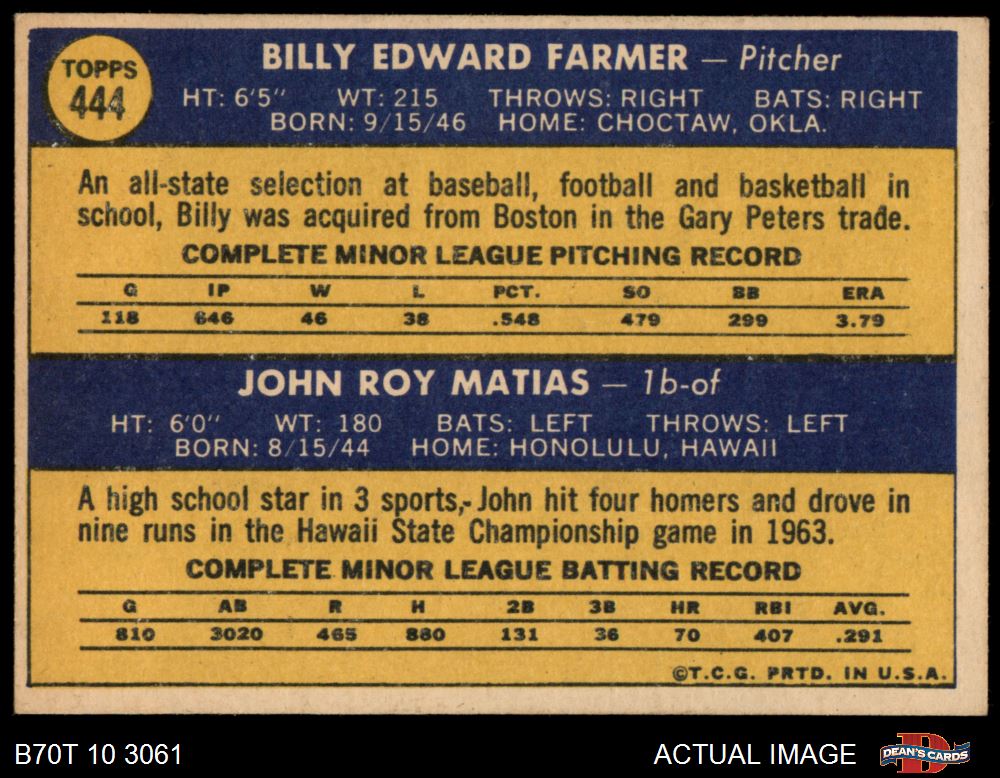 TOPPS
444
BILLY EDWARD FARMER — Pitcher
HT: 6'5" WT: 215 THROWS: RIGHT BATS: RIGHT
BORN: 9/15/46 HOME: CHOCTAW, OKLA.
An all-state selection at baseball, football and basketball in
school, Billy was acquired from Boston in the Gary Peters trade.
COMPLETE MINOR LEAGUE PITCHING RECORD
G IP W L PCT. SO BB ERA
118 646 46 38 .548 479 299 3.79
JOHN ROY MATIAS — 1b-of
HT: 6'0" WT: 180 BATS: LEFT THROWS: LEFT
BORN: 8/15/44 HOME: HONOLULU, HAWAII
A high school star in 3 sports,- John hit four homers and drove in
nine runs in the Hawaii State Championship game in 1963.
COMPLETE MINOR LEAGUE BATTING RECORD
G AB R H 2B 3B HR RBI AVG.
810 3020 465 880 131 36 70 407 .291
©T.C.G. PRTD. IN U.S.A.
B70T 10 3061 ACTUAL IMAGE
D
DEAN'S CARDS